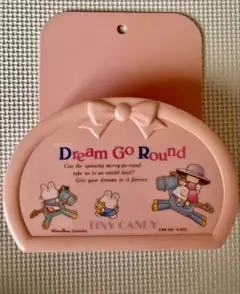 Dream Go Round
Can the spinning merry-go-round
take us to an untold land?
Give your dreams to it forever.
TINY CANDY